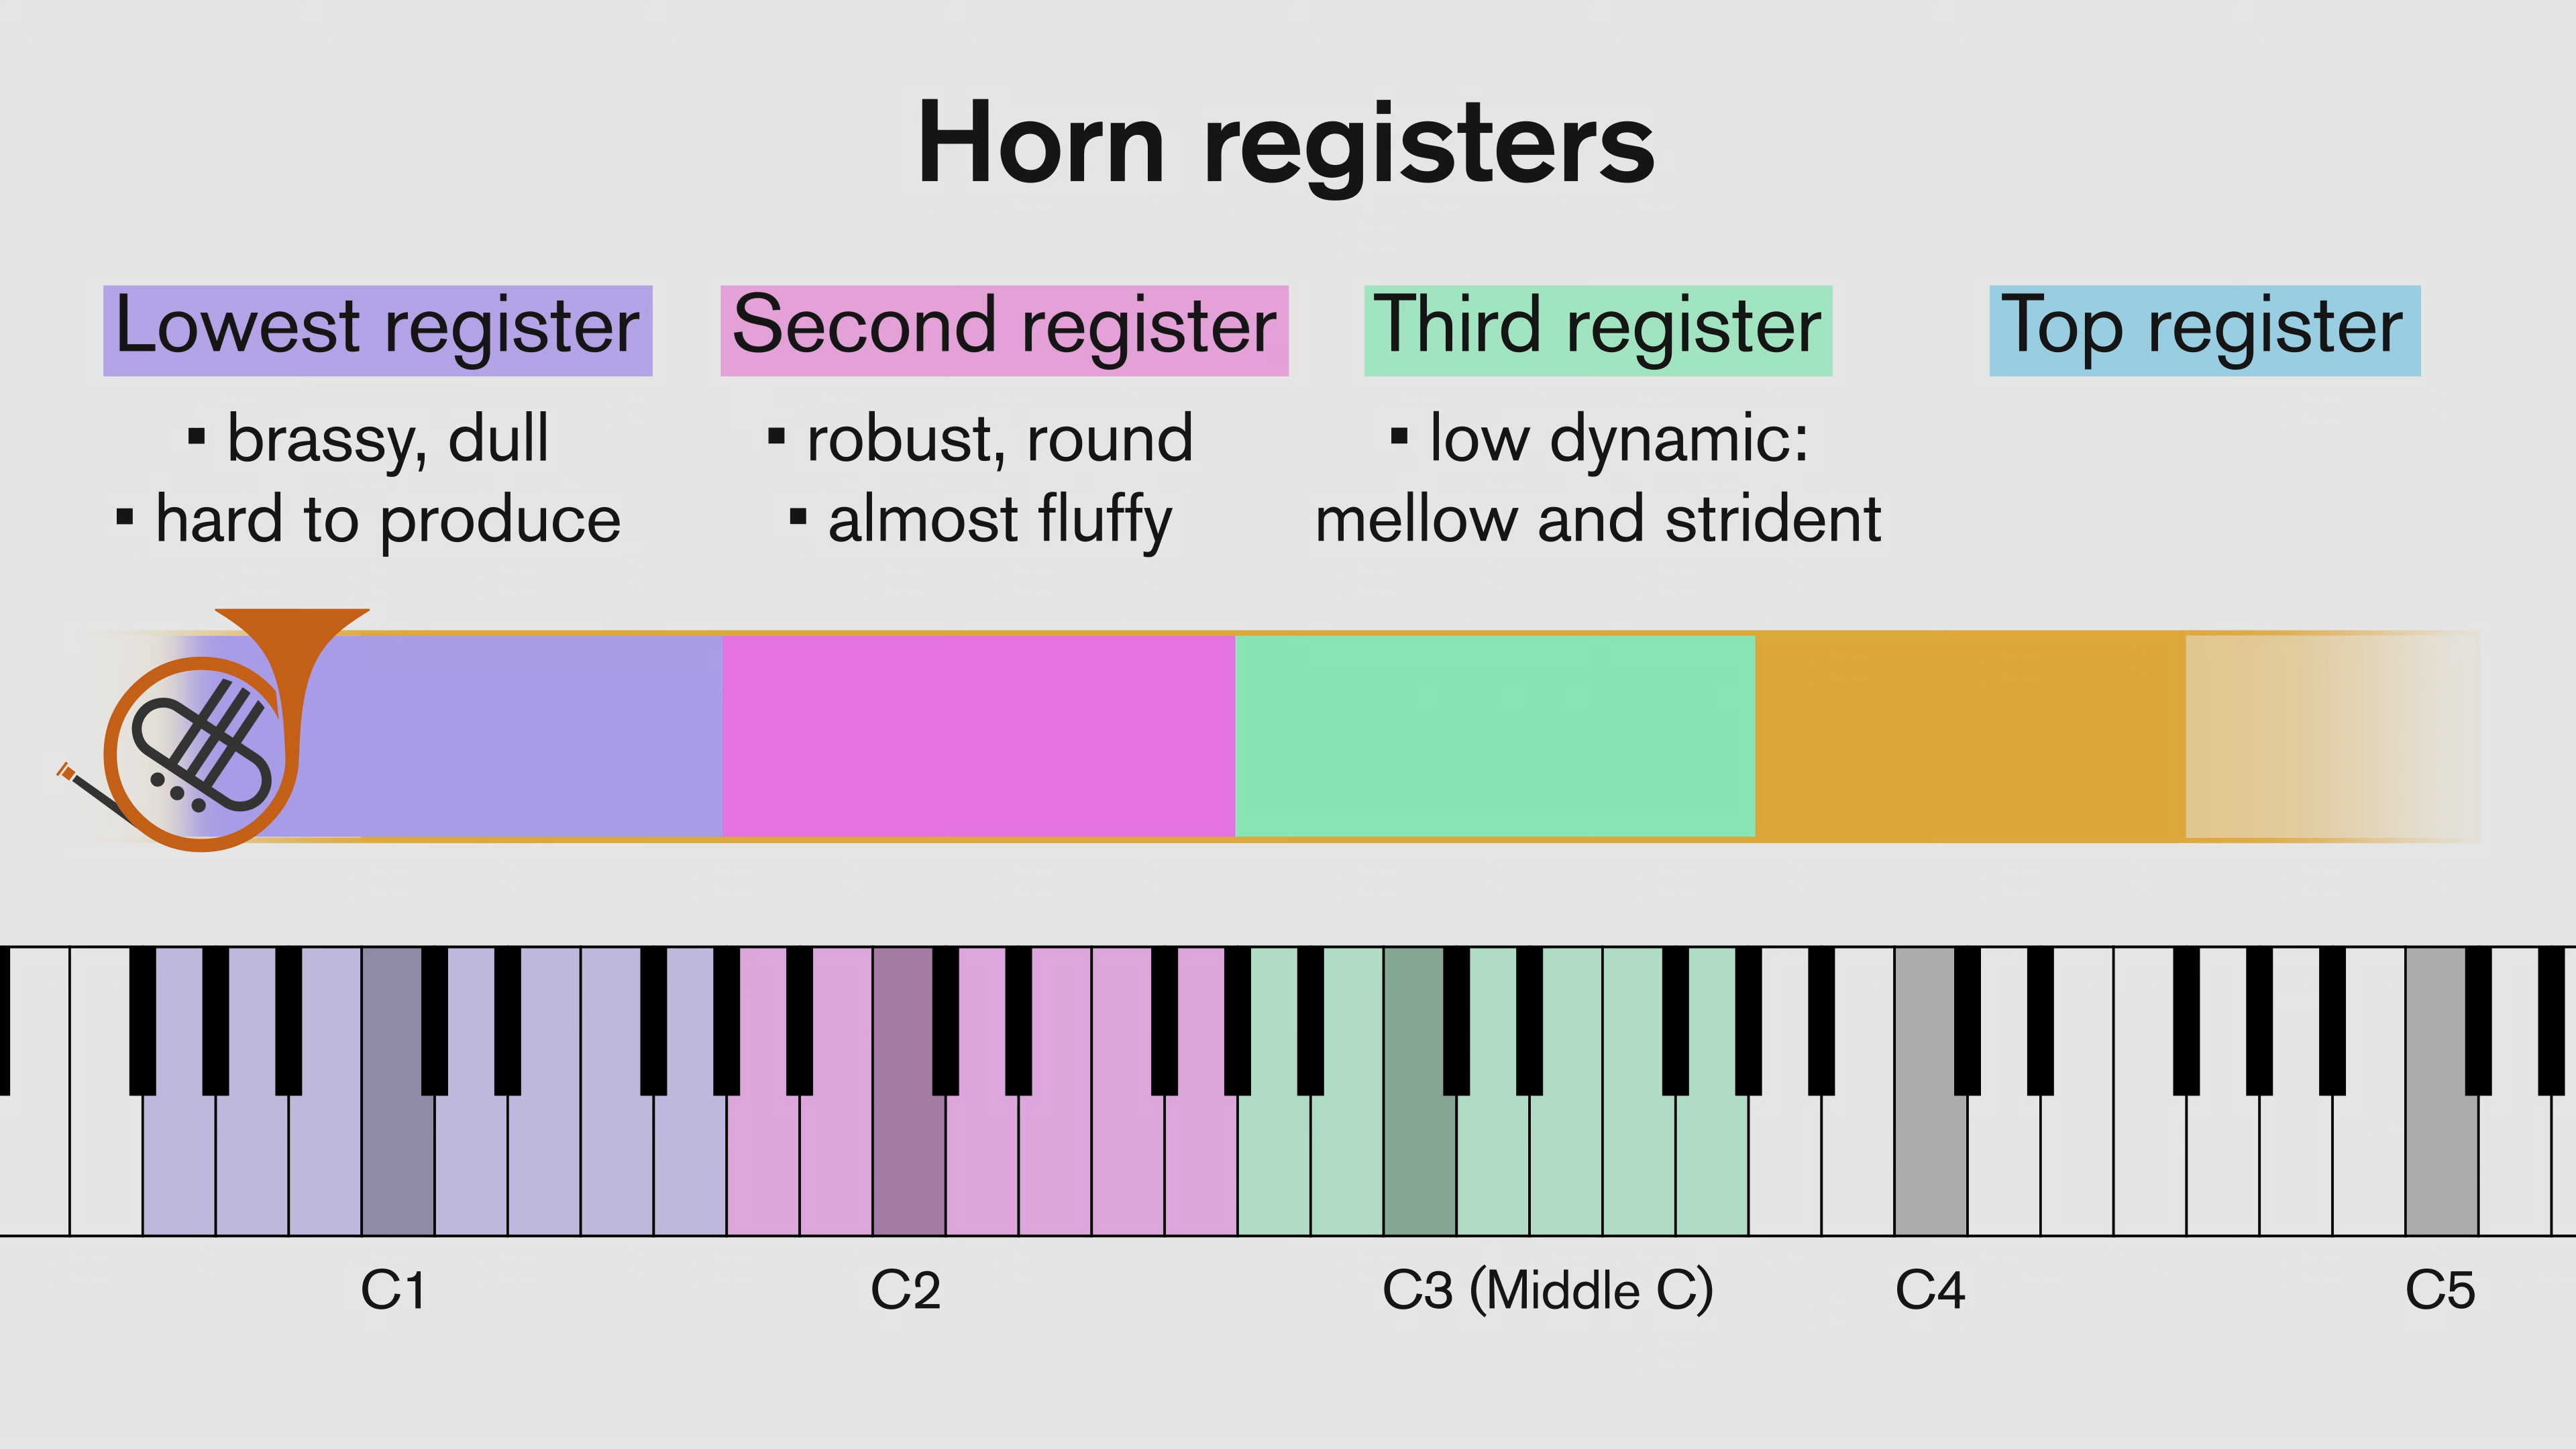 Horn registers
Lowest register
▪ brassy, dull
▪ hard to produce
Second register
▪ robust, round
▪ almost fluffy
Third register
▪ low dynamic:
mellow and strident
Top register
C1
C2
C3 (Middle C)
C4
C5